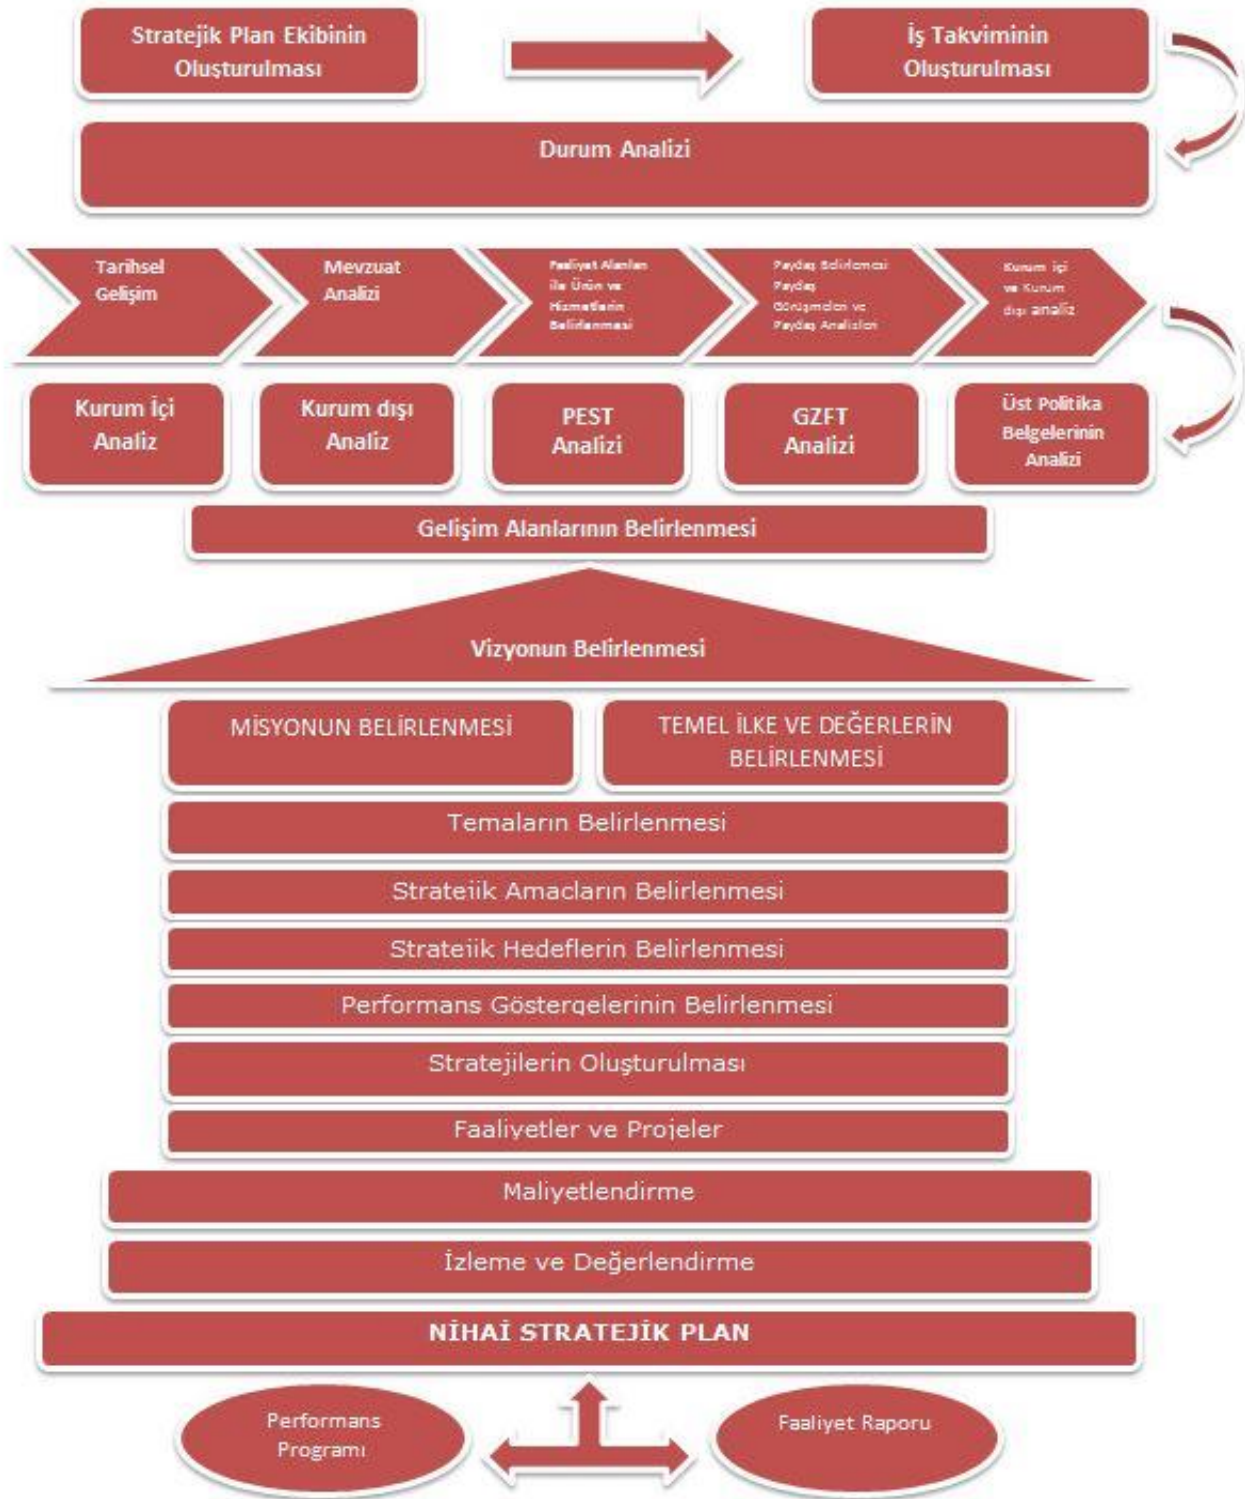 Stratejik Plan Ekibinin
Oluşturulması
İş Takviminin
Oluşturulması
Durum Analizi
Tarihsel
Gelişim
Mevzuat
Analizi
Faaliyet Alanları
ile Ürün ve
Hizmetlerin
Belirlenmesi
Paydaş Belirlemesi
Paydaş
Görüşmeleri ve
Paydaş Analizleri
Kurum içi
ve Kurum
dışı analiz
Kurum İçi
Analiz
Kurum dışı
Analiz
PEST
Analizi
GZFT
Analizi
Üst Politika
Belgelerinin
Analizi
Gelişim Alanlarının Belirlenmesi
Vizyonun Belirlenmesi
MİSYONUN BELİRLENMESİ
TEMEL İLKE VE DEĞERLERİN
BELİRLENMESİ
Temaların Belirlenmesi
Stratejik Amaçların Belirlenmesi
Stratejik Hedeflerin Belirlenmesi
Performans Göstergelerinin Belirlenmesi
Stratejilerin Oluşturulması
Faaliyetler ve Projeler
Maliyetlendirme
İzleme ve Değerlendirme
NİHAİ STRATEJİK PLAN
Performans
Programı
Faaliyet Raporu